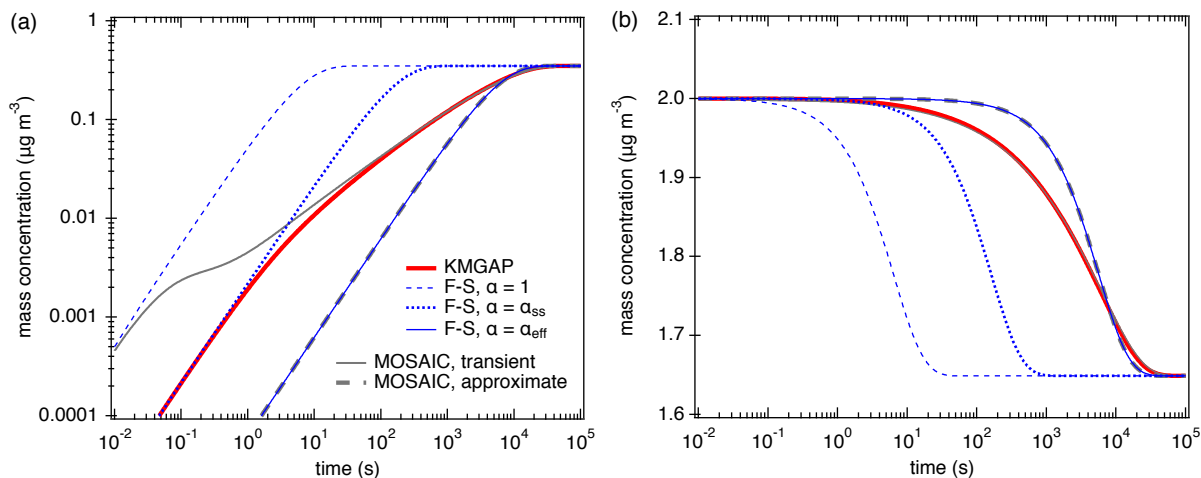 (a)
mass concentration (µg m⁻³)
1
0.1
0.01
0.001
0.0001
KMGAP
F-S, α = 1
F-S, α = αss
F-S, α = αeff
MOSAIC, transient
MOSAIC, approximate
10⁻² 10⁻¹ 10⁰ 10¹ 10² 10³ 10⁴ 10⁵
time (s)
(b)
mass concentration (µg m⁻³)
2.0
2.1
1.9
1.8
1.7
1.6
10⁻² 10⁻¹ 10⁰ 10¹ 10² 10³ 10⁴ 10⁵
time (s)